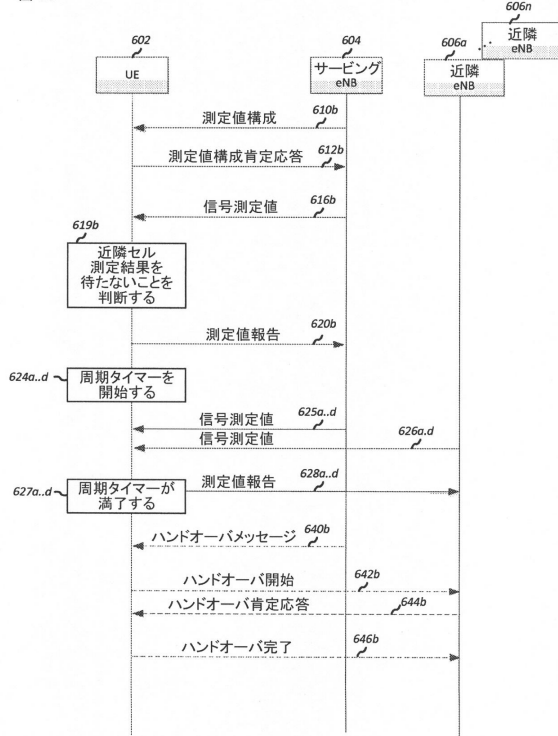 606n
近隣
eNB
602
604
606a
UE
サービング
eNB
近隣
eNB
測定値構成
610b
測定値構成肯定応答
612b
信号測定値
616b
619b
近隣セル
測定結果を
待たないことを
判断する
測定値報告
620b
624a..d
周期タイマーを
開始する
信号測定値
625a..d
信号測定値
626a.d
627a..d
周期タイマーが
満了する
測定値報告
628a..d
ハンドオーバメッセージ
640b
ハンドオーバ開始
642b
ハンドオーバ肯定応答
644b
ハンドオーバ完了
646b